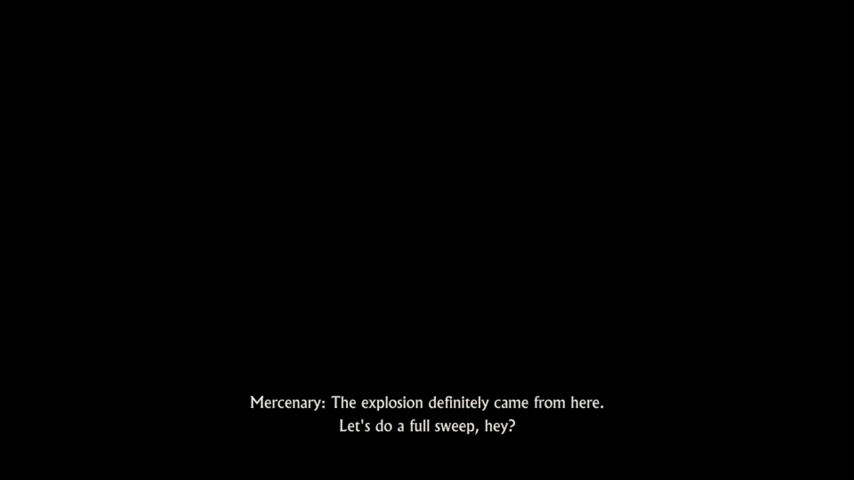 Mercenary: The explosion definitely came from here.
Let's do a full sweep, hey?